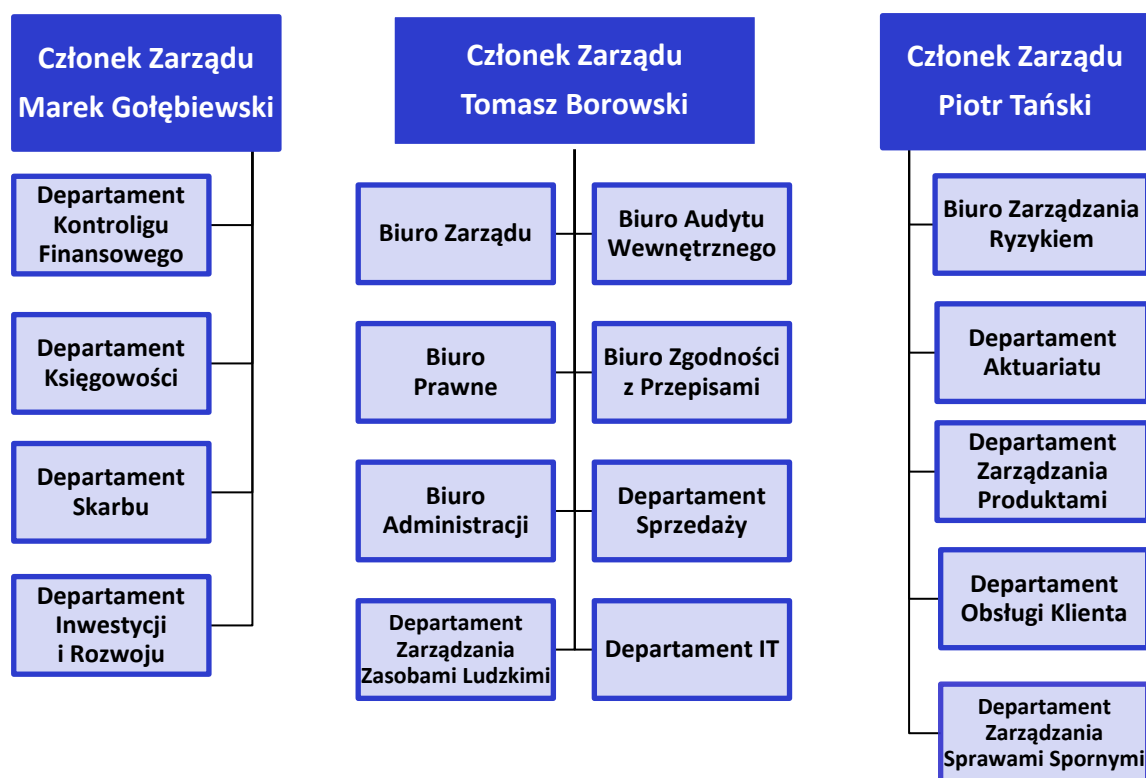 Członek Zarządu
Marek Gołębiewski
Departament
Kontroligu
Finansowego
Departament
Księgowości
Departament
Skarbu
Departament
Inwestycji
i Rozwoju
Członek Zarządu
Tomasz Borowski
Biuro Zarządu
Biuro Audytu
Wewnętrznego
Biuro
Prawne
Biuro Zgodności
z Przepisami
Biuro
Administracji
Departament
Sprzedaży
Departament
Zarządzania
Zasobami Ludzkimi
Departament IT
Członek Zarządu
Piotr Tański
Biuro Zarządzania
Ryzykiem
Departament
Aktuariatu
Departament
Zarządzania
Produktami
Departament
Obsługi Klienta
Departament
Zarządzania
Sprawami Spornymi